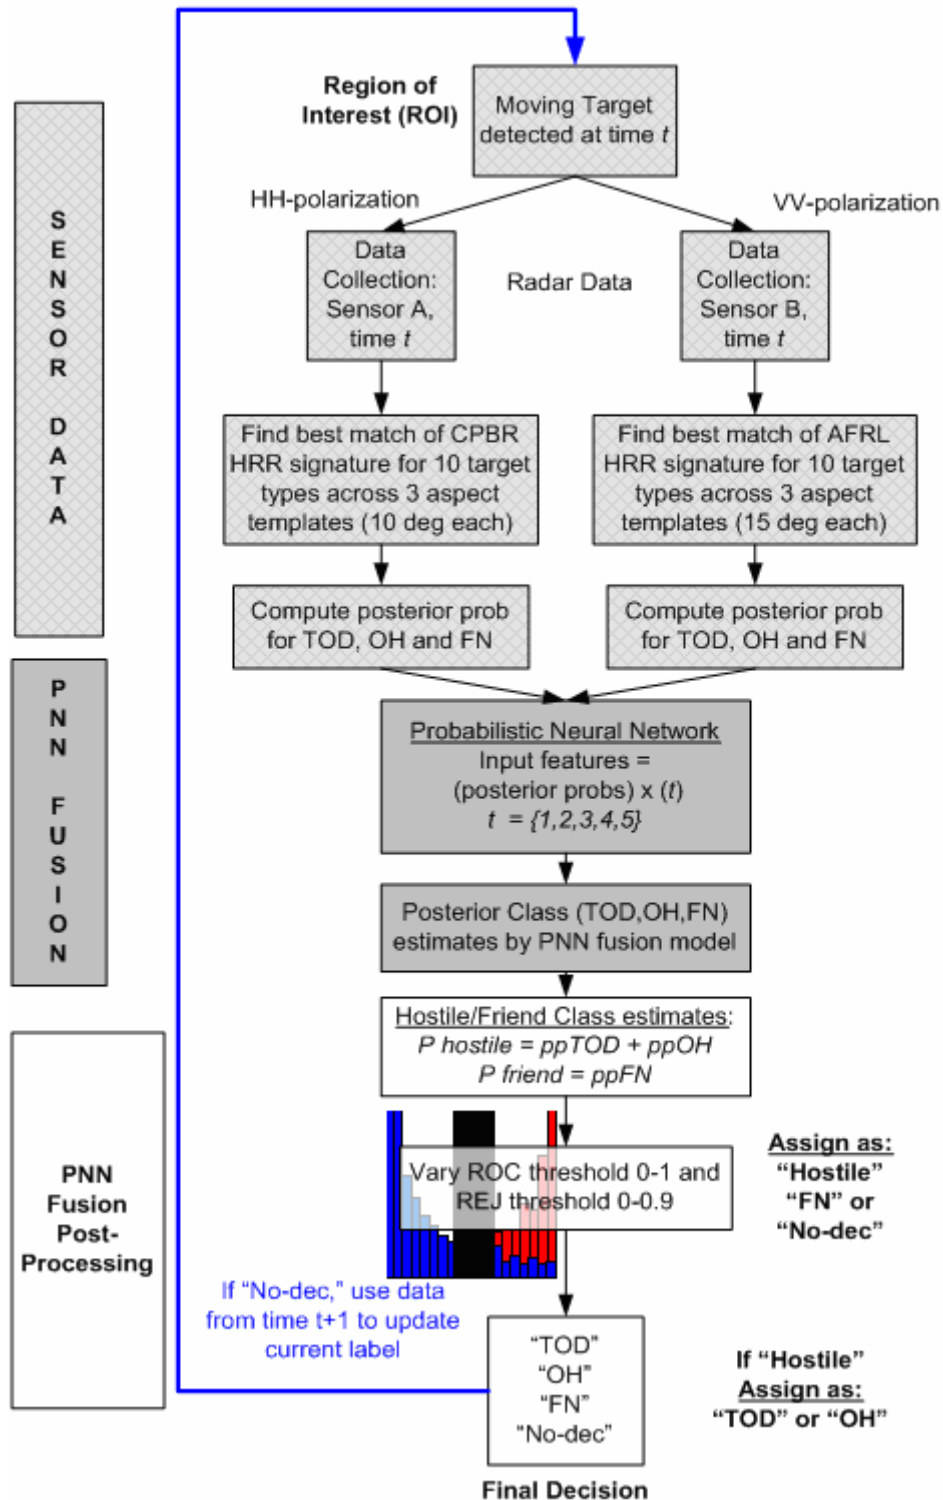 Region of
Interest (ROI)
Moving Target
detected at time t
HH-polarization
VV-polarization
Data
Collection:
Sensor A,
time t
Radar Data
Data
Collection:
Sensor B,
time t
SENSOR DATA
Find best match of CPBR
HRR signature for 10 target
types across 3 aspect
templates (10 deg each)
Find best match of AFRL
HRR signature for 10 target
types across 3 aspect
templates (15 deg each)
Compute posterior prob
for TOD, OH and FN
Compute posterior prob
for TOD, OH and FN
PNN FUSION
Probabilistic Neural Network
Input features =
(posterior probs) x (t)
t = {1,2,3,4,5}
Posterior Class (TOD,OH,FN)
estimates by PNN fusion model
Hostile/Friend Class estimates:
P hostile = ppTOD + ppOH
P friend = ppFN
PNN
Fusion
Post-
Processing
Vary ROC threshold 0-1 and
REJ threshold 0-0.9
Assign as:
“Hostile”
“FN” or
“No-dec”
If “No-dec,” use data
from time t+1 to update
current label
“TOD”
“OH”
“FN”
“No-dec”
If “Hostile”
Assign as:
“TOD” or “OH”
Final Decision